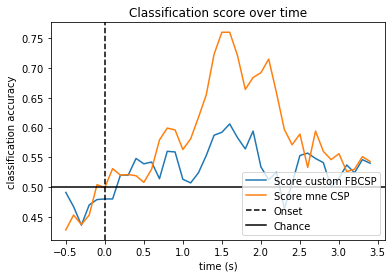 Classification score over time
classification accuracy
0.75
0.70
0.65
0.60
0.55
0.50
0.45
Score custom FBCSP
Score mne CSP
Onset
Chance
-0.5 0.0 0.5 1.0 1.5 2.0 2.5 3.0 3.5
time (s)